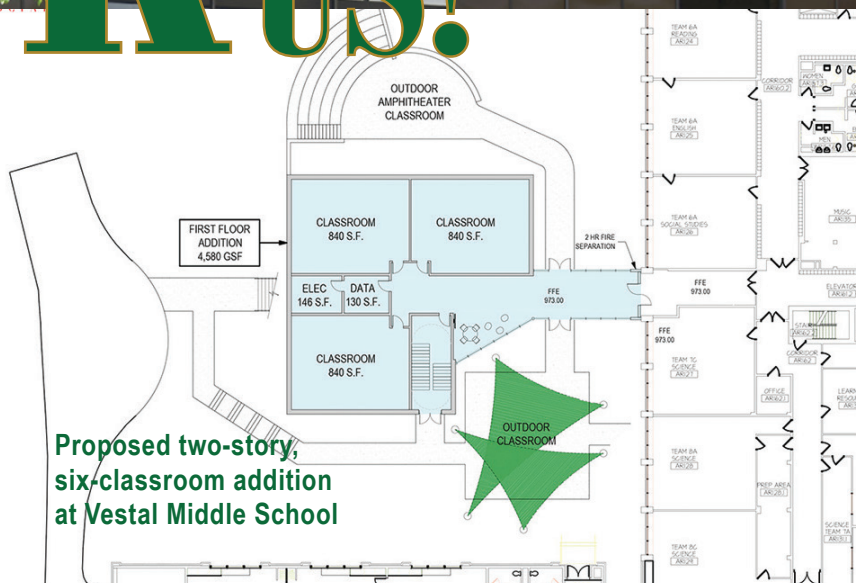 R US!
OUTDOOR
AMPHITHEATER
CLASSROOM
CLASSROOM
840 S.F.
CLASSROOM
840 S.F.
FIRST FLOOR
ADDITION
4,580 GSF
2 HR FIRE
SEPARATION
ELEC
146 S.F.
DATA
130 S.F.
FFE
973.00
FFE
973.00
FFE
973.00
CLASSROOM
840 S.F.
OUTDOOR
CLASSROOM
Proposed two-story,
six-classroom addition
at Vestal Middle School
TEAM 6A
READING
TEAM 6A
ENGLISH
TEAM 6A
SOCIAL STUDIES
TEAM 7C
SCIENCE
TEAM 8A
SCIENCE
TEAM 8C
SCIENCE
CORRIDOR
WOMEN
MEN
MUSIC
ELEVATOR
CORRIDOR
OFFICE
PREP AREA
SCIENCE
TEAM 7A